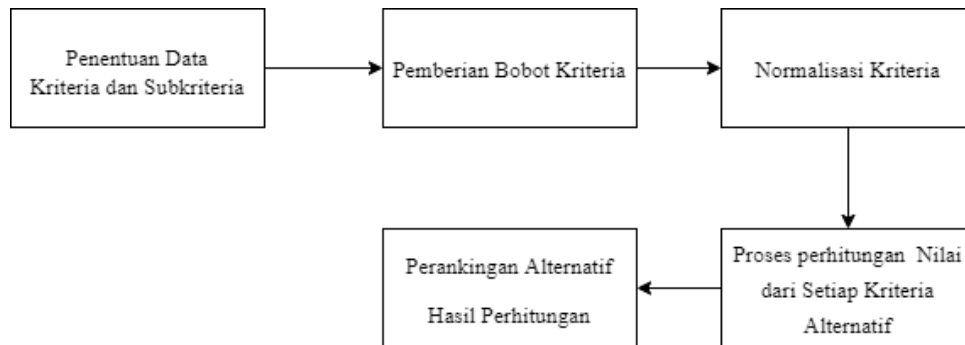 Penentuan Data
Kriteria dan Subkriteria
Pemberian Bobot Kriteria
Normalisasi Kriteria
Proses perhitungan Nilai
dari Setiap Kriteria
Alternatif
Perankingan Alternatif
Hasil Perhitungan